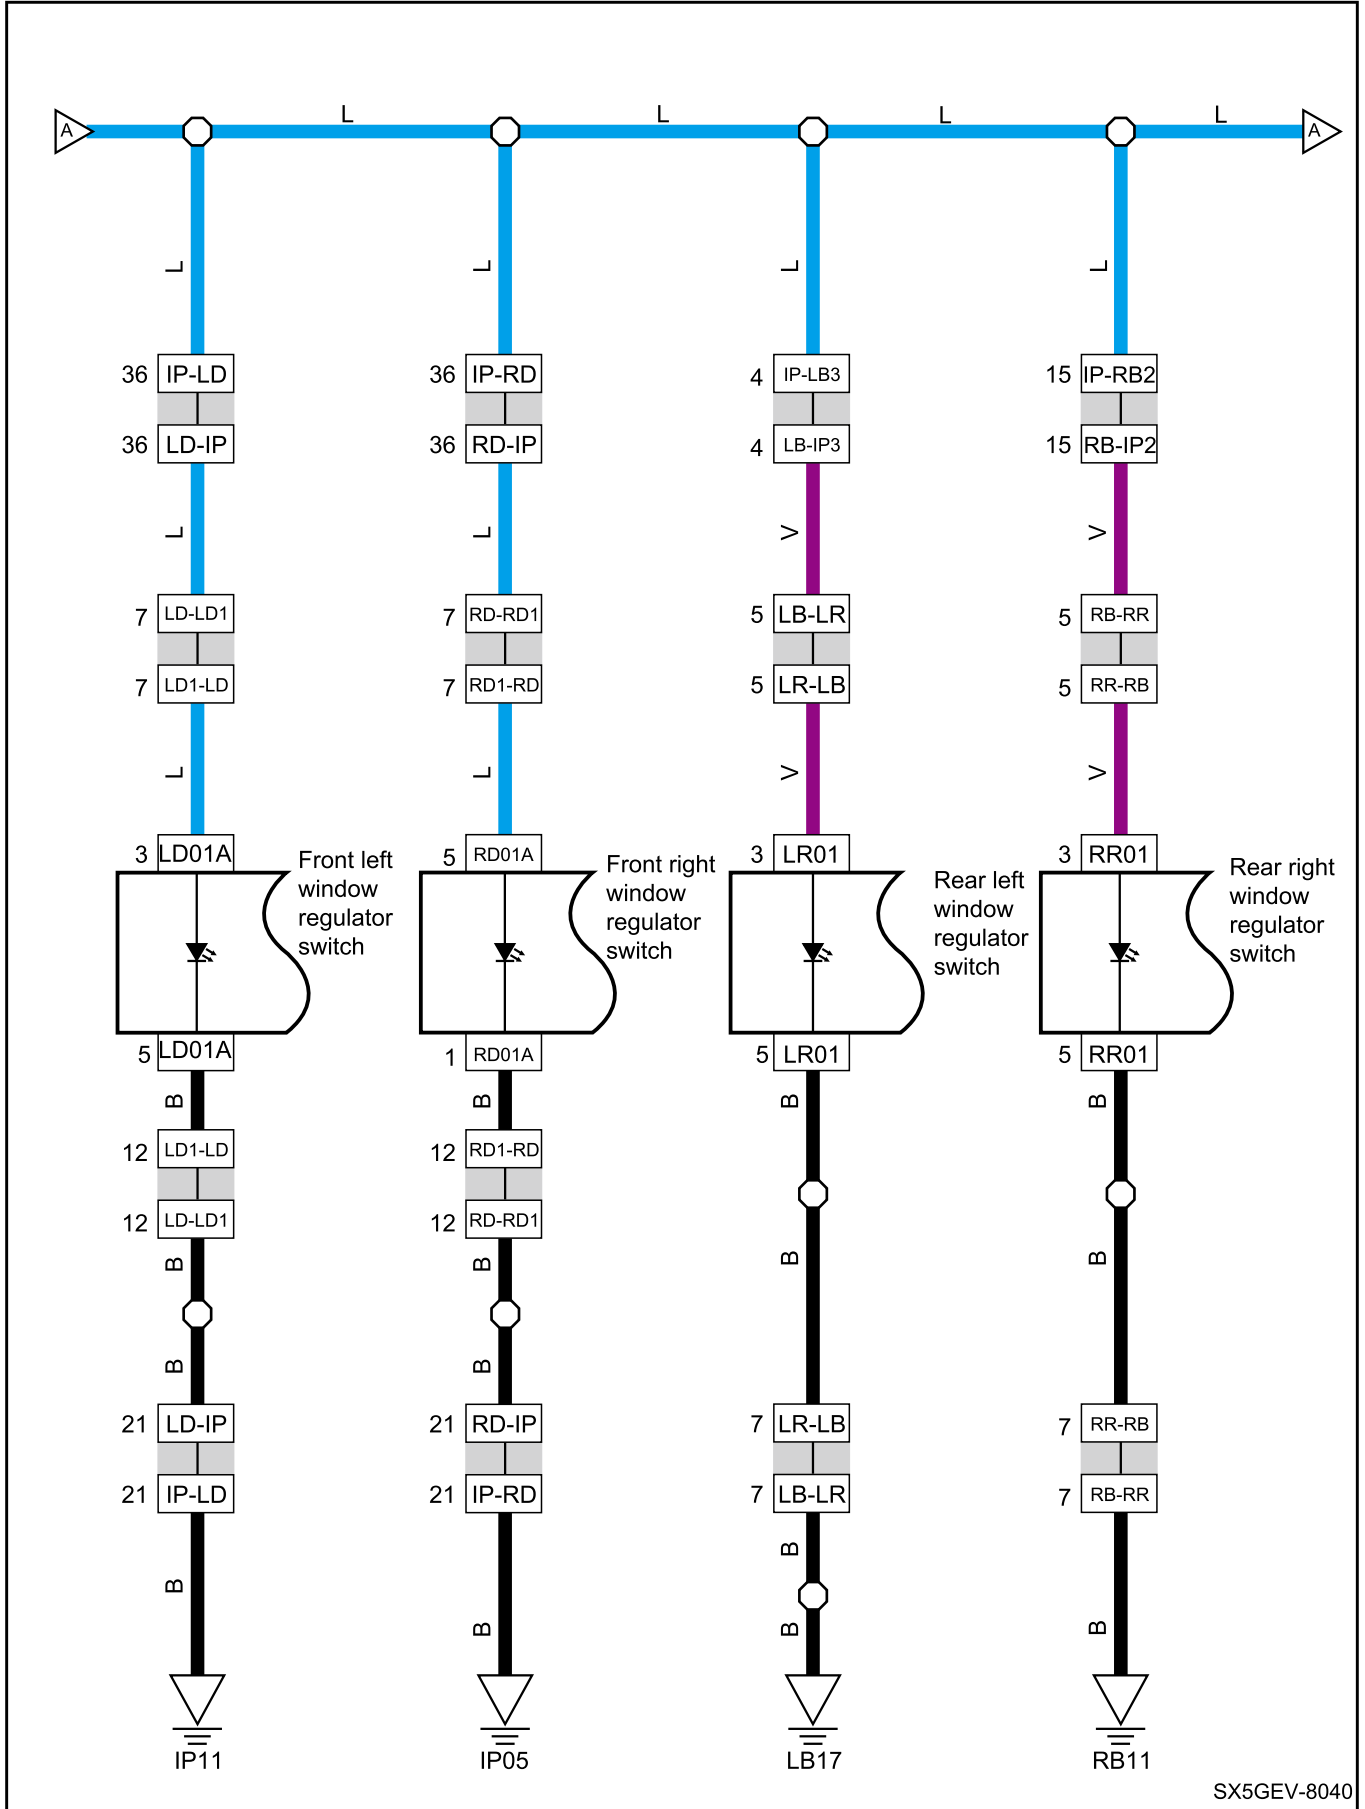 L L L L
A A
L L L L
36 IP-LD 36 IP-RD 4 IP-LB3 15 IP-RB2
36 LD-IP 36 RD-IP 4 LB-IP3 15 RB-IP2
L L V V
7 LD-LD1 7 RD-RD1 5 LB-LR 5 RB-RR
7 LD1-LD 7 RD1-RD 5 LR-LB 5 RR-RB
L L V V
3 LD01A 5 RD01A 3 LR01 3 RR01
Front left
window
regulator
switch
Front right
window
regulator
switch
Rear left
window
regulator
switch
Rear right
window
regulator
switch
5 LD01A 1 RD01A 5 LR01 5 RR01
B B B B
12 LD1-LD 12 RD1-RD
12 LD-LD1 12 RD-RD1
B B B B
B B
21 LD-IP 21 RD-IP 7 LR-LB 7 RR-RB
21 IP-LD 21 IP-RD 7 LB-LR 7 RB-RR
B
B B B B
IP11 IP05 LB17 RB11
SX5GEV-8040